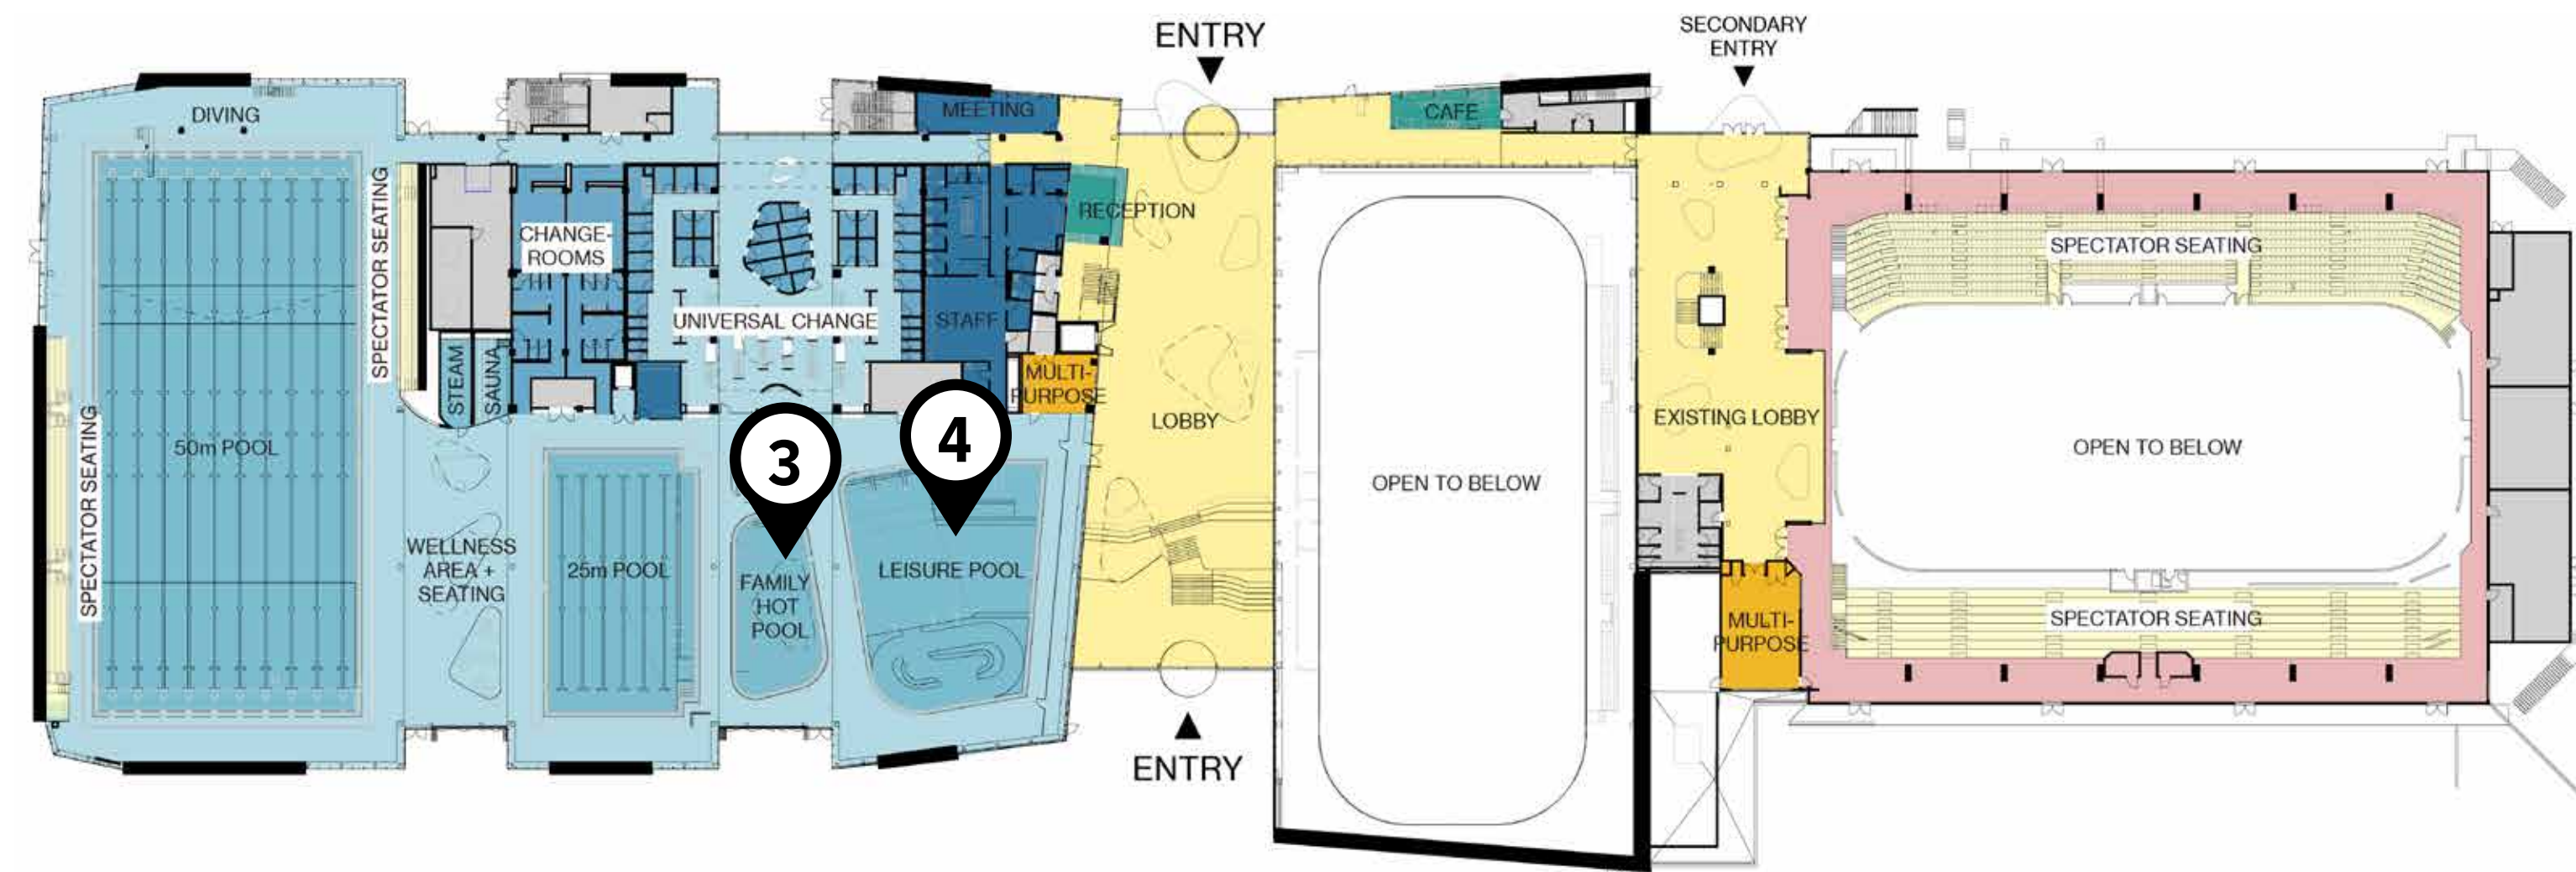 ENTRY
SECONDARY
ENTRY
DIVING
MEETING
CAFE
SPECTATOR SEATING
CHANGE-
ROOMS
RECEPTION
SPECTATOR SEATING
UNIVERSAL CHANGE
STAFF
STEAM
SAUNA
MULTI-
PURPOSE
3
4
LOBBY
EXISTING LOBBY
50m POOL
SPECTATOR SEATING
OPEN TO BELOW
OPEN TO BELOW
WELLNESS
AREA +
SEATING
25m POOL
FAMILY
HOT
POOL
LEISURE POOL
MULTI-
PURPOSE
SPECTATOR SEATING
ENTRY